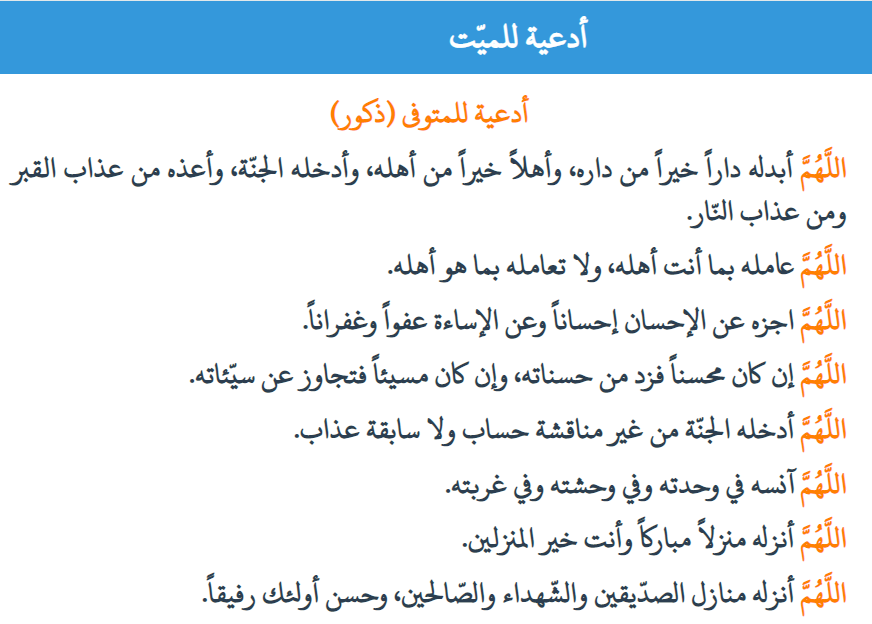 أدعية للميّت
أدعية للمتوفى (ذكور)
اللَّهُمَّ أبدله داراً خيراً من داره، وأهلاً خيراً من أهله، وأدخله الجنّة، وأعذه من عذاب القبر
ومن عذاب النّار.
اللَّهُمَّ عامله بما أنت أهله، ولا تعامله بما هو أهله.
اللَّهُمَّ اجزه عن الإحسان إحساناً وعن الإساءة عفواً وغفراناً.
اللَّهُمَّ إن كان محسناً فزد من حسناته، وإن كان مسيئاً فتجاوز عن سيّئاته.
اللَّهُمَّ أدخله الجنّة من غير مناقشة حساب ولا سابقة عذاب.
اللَّهُمَّ آنسه في وحدته وفي وحشته وفي غربته.
اللَّهُمَّ أنزله منزلاً مباركاً وأنت خير المنزلين.
اللَّهُمَّ أنزله منازل الصدّيقين والشّهداء والصّالحين، وحسن أولئك رفيقاً.